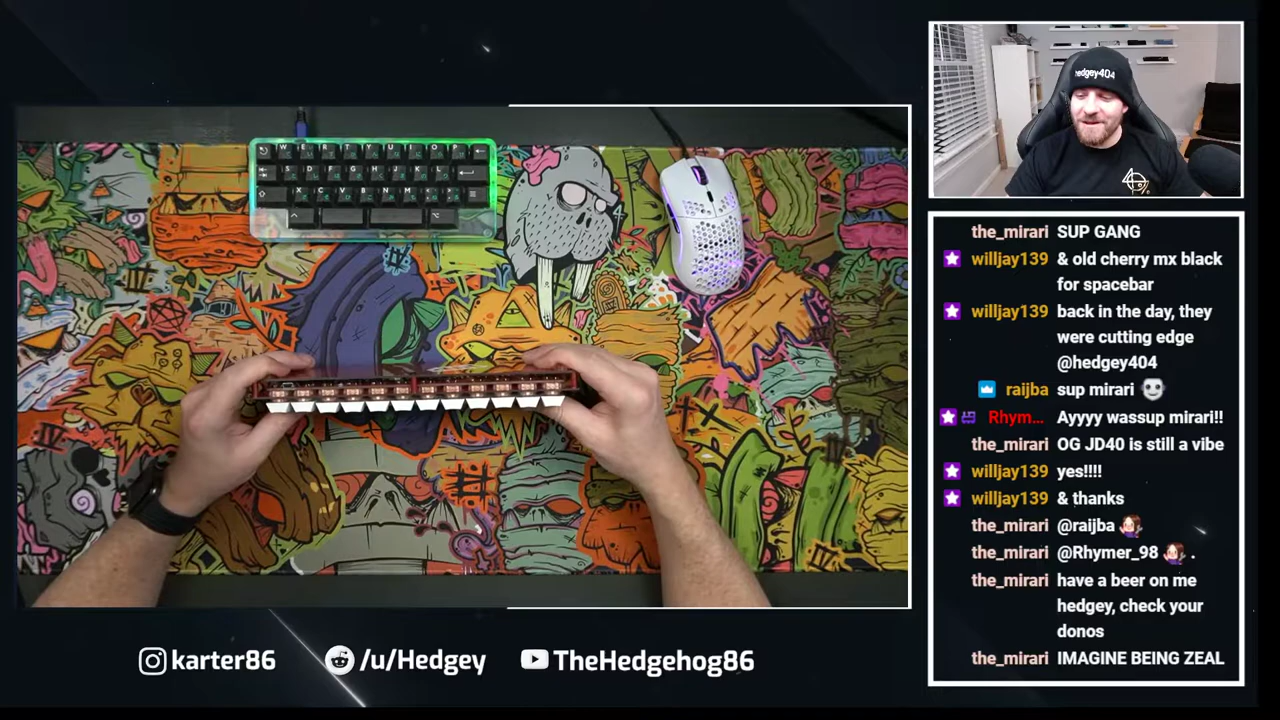 hedgey404
W E R T Y U I O P
S D F G H J K L
X C V B N M
the_mirari SUP GANG
willjay139 & old cherry mx black
for spacebar
willjay139 back in the day, they
were cutting edge
@hedgey404
raijba sup mirari
Rhym... Ayyyy wassup mirari!!
the_mirari OG JD40 is still a vibe
willjay139 yes!!!!
willjay139 & thanks
the_mirari @raijba
the_mirari @Rhymer_98 .
the_mirari have a beer on me
hedgey, check your
donos
the_mirari IMAGINE BEING ZEAL
karter86
/u/Hedgey
TheHedgehog86